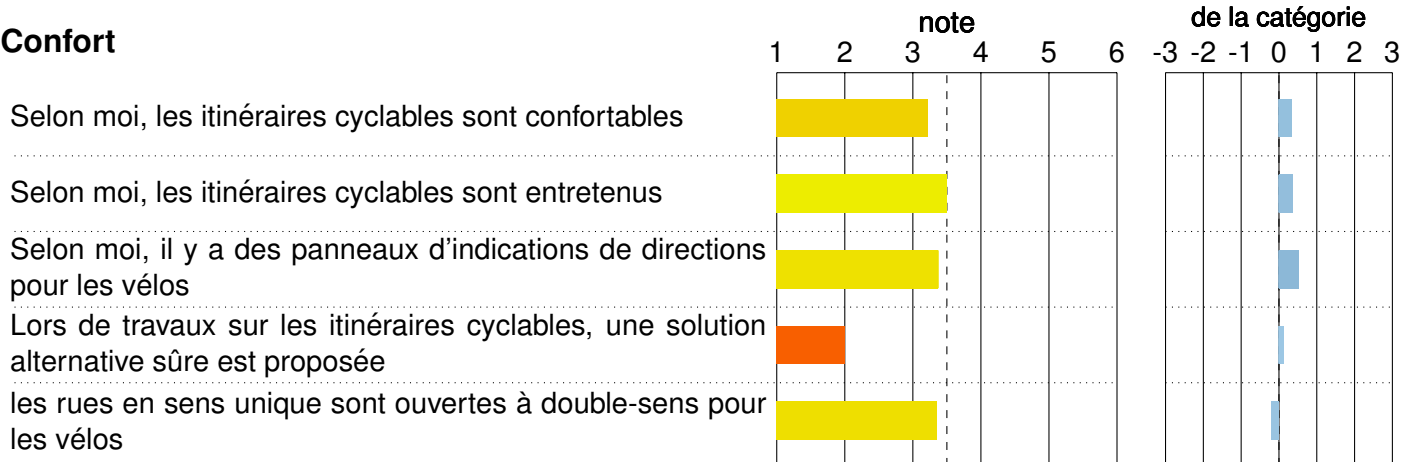 Confort
note
de la catégorie
1 2 3 4 5 6
-3 -2 -1 0 1 2 3
Selon moi, les itinéraires cyclables sont confortables
Selon moi, les itinéraires cyclables sont entretenus
Selon moi, il y a des panneaux d'indications de directions
pour les vélos
Lors de travaux sur les itinéraires cyclables, une solution
alternative sûre est proposée
les rues en sens unique sont ouvertes à double-sens pour
les vélos